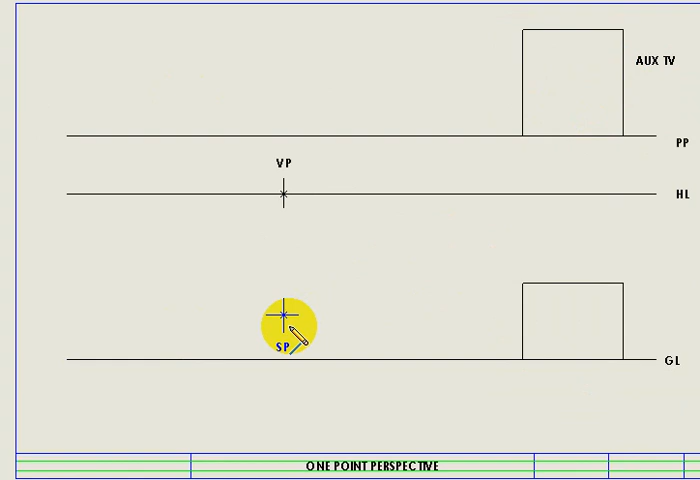 AUX TV
PP
VP
HL
SP
GL
ONE POINT PERSPECTIVE